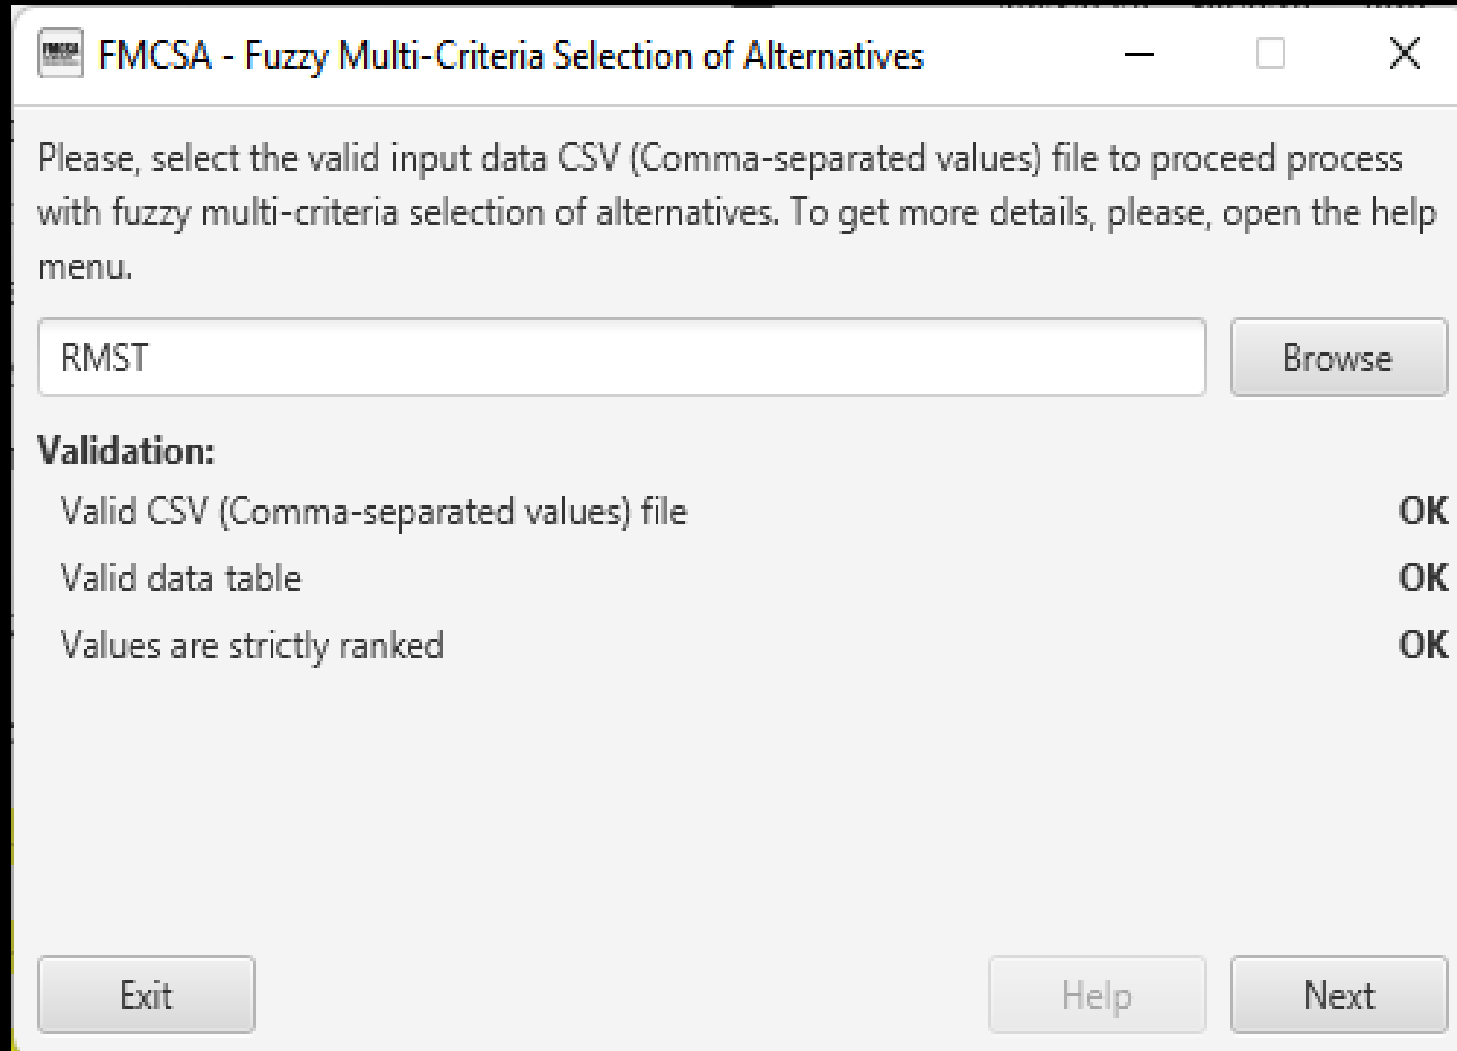 FMCSA - Fuzzy Multi-Criteria Selection of Alternatives
Please, select the valid input data CSV (Comma-separated values) file to proceed process
with fuzzy multi-criteria selection of alternatives. To get more details, please, open the help
menu.
RMST
Browse
Validation:
Valid CSV (Comma-separated values) file OK
Valid data table OK
Values are strictly ranked OK
Exit
Help
Next